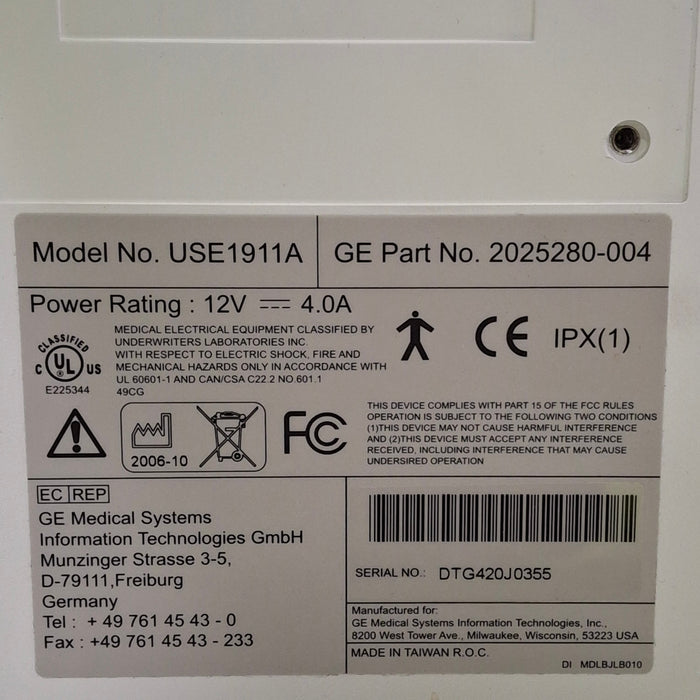 Model No. USE1911A
GE Part No. 2025280-004
Power Rating : 12V ⎓ 4.0A
CLASSIFIED
C UL US
E225344
MEDICAL ELECTRICAL EQUIPMENT CLASSIFIED BY
UNDERWRITERS LABORATORIES INC.
WITH RESPECT TO ELECTRIC SHOCK, FIRE AND
MECHANICAL HAZARDS ONLY IN ACCORDANCE WITH
UL 60601-1 AND CAN/CSA C22.2 NO.601.1
49CG
CE IPX(1)
2006-10
FC
THIS DEVICE COMPLIES WITH PART 15 OF THE FCC RULES
OPERATION IS SUBJECT TO THE FOLLOWING TWO CONDITIONS
(1)THIS DEVICE MAY NOT CAUSE HARMFUL INTERFERENCE
AND (2)THIS DEVICE MUST ACCEPT ANY INTERFERENCE
RECEIVED, INCLUDING INTERFERENCE THAT MAY CAUSE
UNDERSIRED OPERATION
EC REP
GE Medical Systems
Information Technologies GmbH
Munzinger Strasse 3-5,
D-79111,Freiburg
Germany
Tel : + 49 761 45 43 - 0
Fax : +49 761 45 43 - 233
SERIAL NO.: DTG420J0355
Manufactured for:
GE Medical Systems Information Technologies, Inc.,
8200 West Tower Ave., Milwaukee, Wisconsin, 53223 USA
MADE IN TAIWAN R.O.C.
DI MDLBJLB010